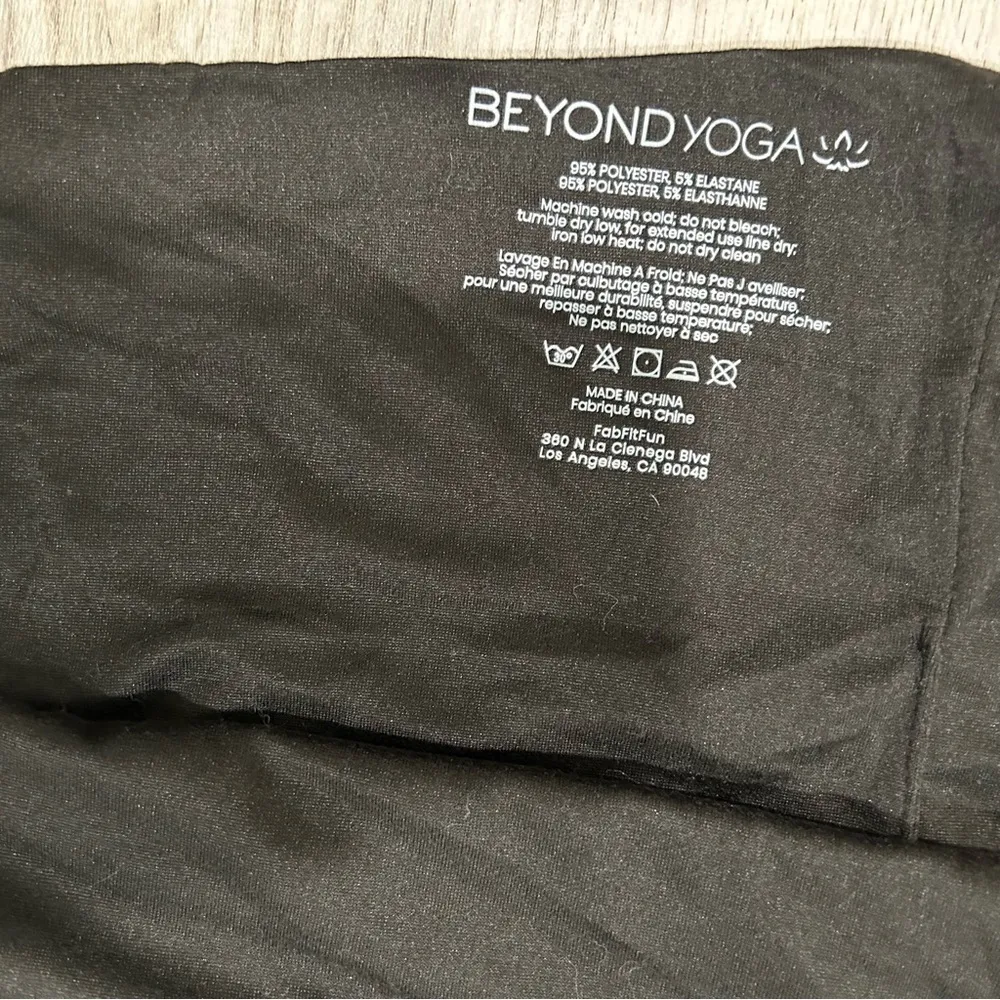 BEYOND YOGA
95% POLYESTER, 5% ELASTANE
95% POLYESTER, 5% ELASTHANNE
Machine wash cold; do not bleach;
tumble dry low, for extended use line dry;
Iron low heat; do not dry clean
Lavage En Machine A Froid; Ne Pas J avelliser;
Sécher par culbutage à basse température,
pour une meilleure durabilité, suspendre pour sécher;
repasser à basse temperature;
Ne pas nettoyer à sec
30°
MADE IN CHINA
Fabriqué en Chine
FabFitFun
360 N La Cienega Blvd
Los Angeles, CA 90048